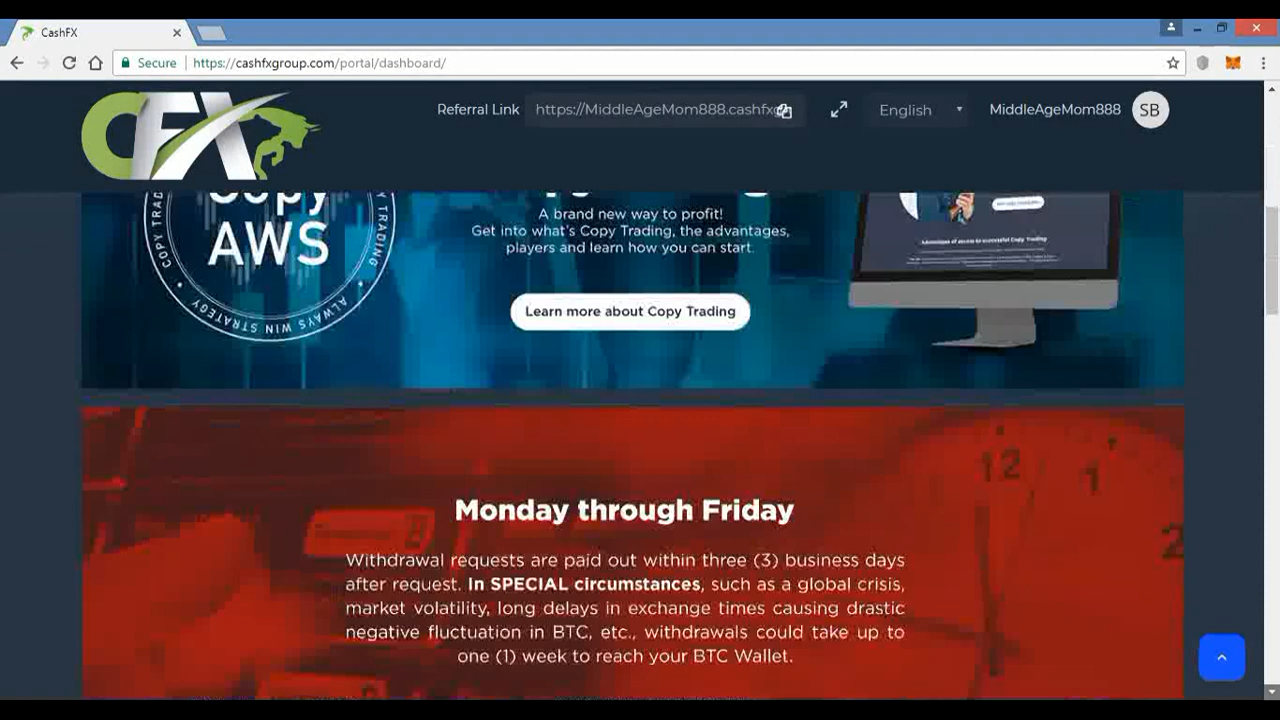 CashFX
Secure
https://cashfxgroup.com/portal/dashboard/
CFX
Referral Link
https://MiddleAgeMom888.cashfx
English
MiddleAgeMom888
SB
Copy
AWS
COPY TRADING
ALWAYS WIN STRATEGY
A brand new way to profit!
Get into what's Copy Trading, the advantages,
players and learn how you can start.
Learn more about Copy Trading
12
1
2
Monday through Friday
Withdrawal requests are paid out within three (3) business days
after request. In SPECIAL circumstances, such as a global crisis,
market volatility, long delays in exchange times causing drastic
negative fluctuation in BTC, etc., withdrawals could take up to
one (1) week to reach your BTC Wallet.